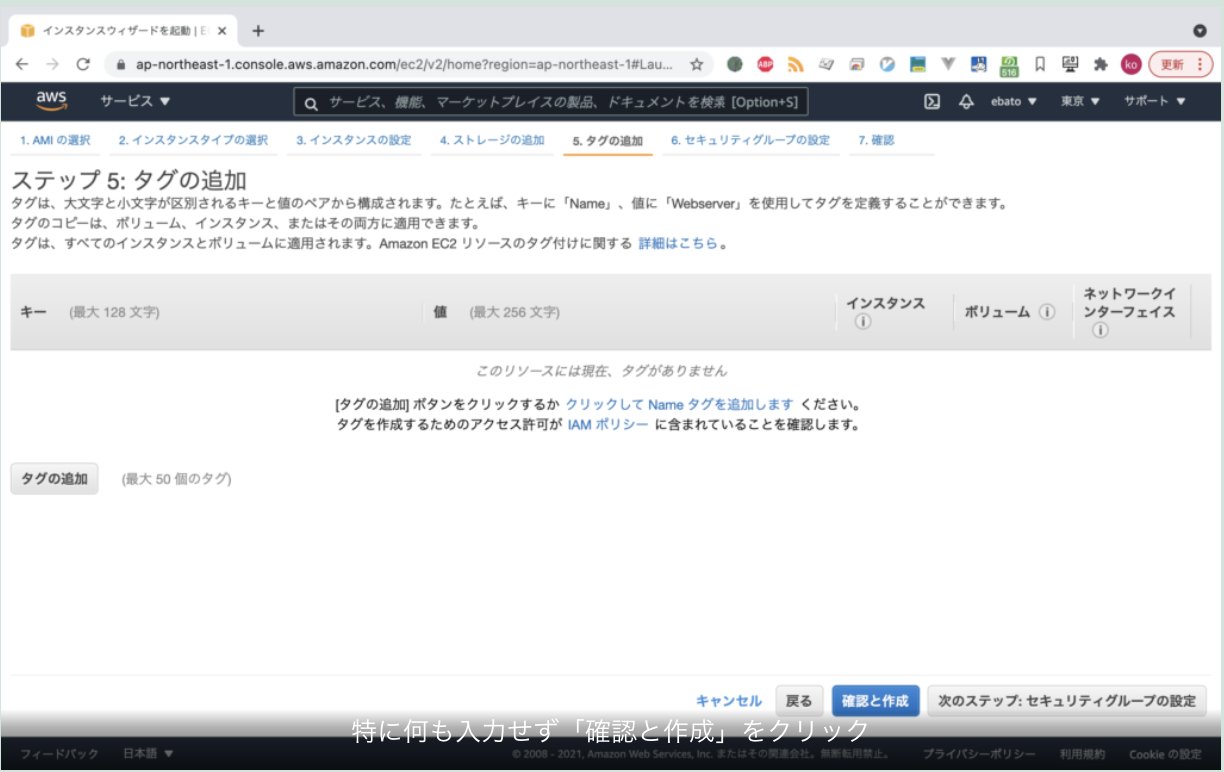 インスタンスウィザードを起動 | E
ap-northeast-1.console.aws.amazon.com/ec2/v2/home?region=ap-northeast-1#Lau...
ABP
516
ko
更新
aws サービス ▼
サービス、機能、マーケットプレイスの製品、ドキュメントを検索 [Option+S]
ebato ▼ 東京 ▼ サポート ▼
1. AMI の選択 2. インスタンスタイプの選択 3. インスタンスの設定 4. ストレージの追加 5. タグの追加 6. セキュリティグループの設定 7. 確認
ステップ 5: タグの追加
タグは、大文字と小文字が区別されるキーと値のペアから構成されます。たとえば、キーに「Name」、値に「Webserver」を使用してタグを定義することができます。
タグのコピーは、ボリューム、インスタンス、またはその両方に適用できます。
タグは、すべてのインスタンスとボリュームに適用されます。Amazon EC2 リソースのタグ付けに関する 詳細はこちら。
キー (最大 128 文字) 値 (最大 256 文字)
インスタンス
ボリューム
ネットワークイ
ンターフェイス
このリソースには現在、タグがありません
[タグの追加] ボタンをクリックするか クリックして Name タグを追加します ください。
タグを作成するためのアクセス許可が IAM ポリシー に含まれていることを確認します。
タグの追加 (最大 50 個のタグ)
キャンセル 戻る 確認と作成 次のステップ: セキュリティグループの設定
特に何も入力せず「確認と作成」をクリック
フィードバック 日本語 ▼ © 2008 - 2021, Amazon Web Services, Inc. またはその関連会社。無断転用禁止。 プライバシーポリシー 利用規約 Cookie の設定